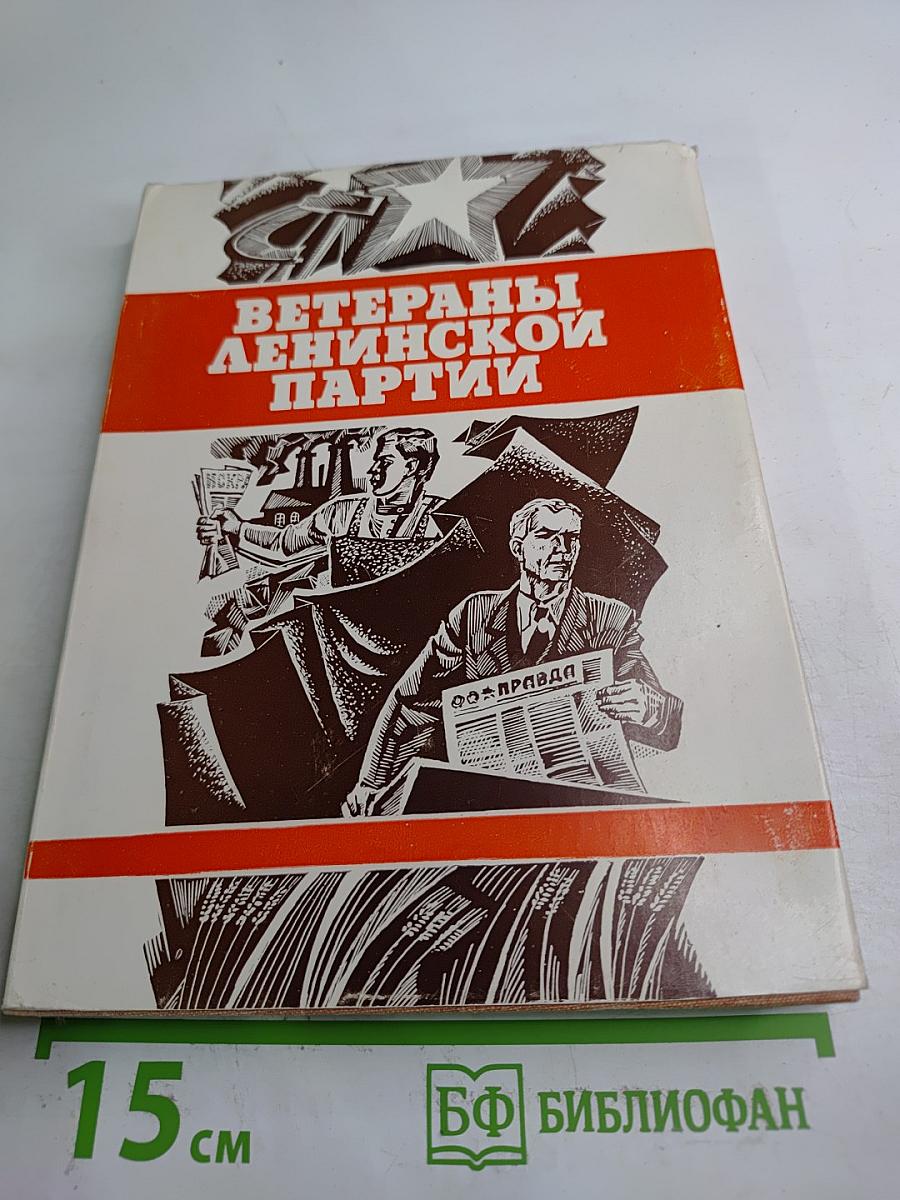 ВЕТЕРАНЫ
ЛЕНИНСКОЙ
ПАРТИИ
ИСКРА
ПРАВДА
15 см
БФ БИБЛИОФАН